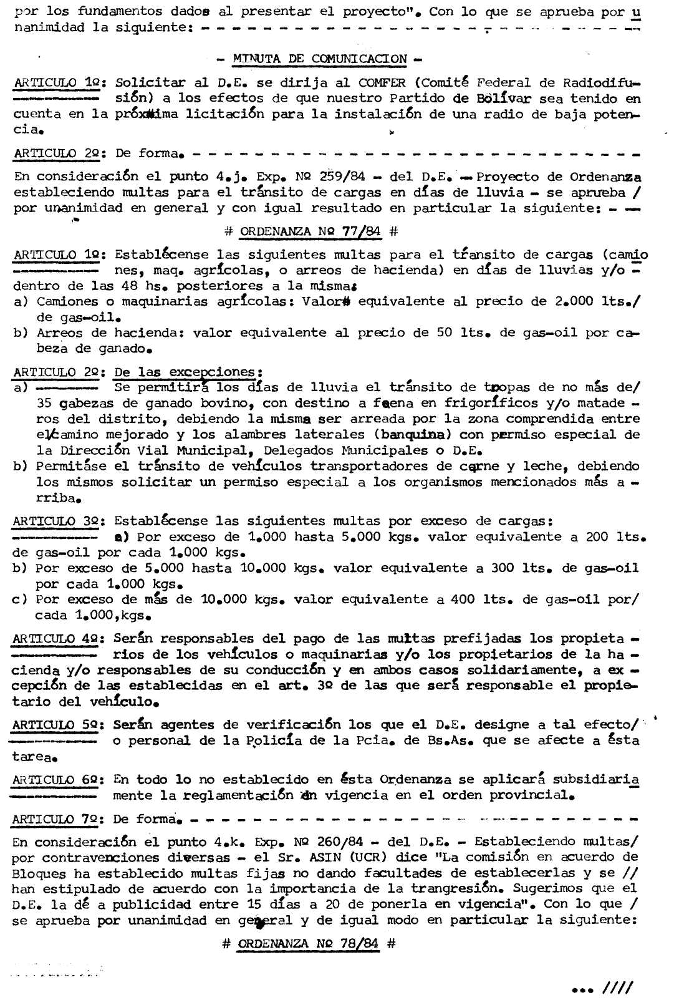 por los fundamentos dados al presentar el proyecto". Con lo que se aprueba por u
nanimidad la siguiente: - - - - - - - - - - - - - - - - - - - - - - - - - - - -
- MINUTA DE COMUNICACION -
ARTICULO 1º: Solicitar al D.E. se dirija al COMFER (Comité Federal de Radiodifu-
----------- sión) a los efectos de que nuestro Partido de Bolívar sea tenido en
cuenta en la próxima licitación para la instalación de una radio de baja poten-
cia.
ARTICULO 2º: De forma. - - - - - - - - - - - - - - - - - - - - - - - - - - - - -
En consideración el punto 4.j. Exp. Nº 259/84 - del D.E. - Proyecto de Ordenanza
estableciendo multas para el tránsito de cargas en días de lluvia - se aprueba /
por unanimidad en general y con igual resultado en particular la siguiente: - -
# ORDENANZA Nº 77/84 #
ARTICULO 1º: Establécense las siguientes multas para el tŕansito de cargas (camio
----------- nes, maq. agrícolas, o arreos de hacienda) en días de lluvias y/o -
dentro de las 48 hs. posteriores a la misma:
a) Camiones o maquinarias agrícolas: Valor# equivalente al precio de 2.000 lts./
de gas-oil.
b) Arreos de hacienda: valor equivalente al precio de 50 lts. de gas-oil por ca-
beza de ganado.
ARTICULO 2º: De las excepciones:
a) -------- Se permitirá los días de lluvia el tránsito de tropas de no más de/
35 cabezas de ganado bovino, con destino a faena en frigoríficos y/o matade -
ros del distrito, debiendo la misma ser arreada por la zona comprendida entre
el/camino mejorado y los alambres laterales (banquina) con permiso especial de
la Dirección Vial Municipal, Delegados Municipales o D.E.
b) Permitáse el tránsito de vehículos transportadores de carne y leche, debiendo
los mismos solicitar un permiso especial a los organismos mencionados más a -
rriba.
ARTICULO 3º: Establécense las siguientes multas por exceso de cargas:
----------- a) Por exceso de 1.000 hasta 5.000 kgs. valor equivalente a 200 lts.
de gas-oil por cada 1.000 kgs.
b) Por exceso de 5.000 hasta 10.000 kgs. valor equivalente a 300 lts. de gas-oil
por cada 1.000 kgs.
c) Por exceso de más de 10.000 kgs. valor equivalente a 400 lts. de gas-oil por/
cada 1.000,kgs.
ARTICULO 4º: Serán responsables del pago de las multas prefijadas los propieta -
----------- rios de los vehículos o maquinarias y/o los propietarios de la ha -
cienda y/o responsables de su conducción y en ambos casos solidariamente, a ex -
cepción de las establecidas en el art. 3º de las que será responsable el propie-
tario del vehículo.
ARTICULO 5º: Serán agentes de verificación los que el D.E. designe a tal efecto/
----------- o personal de la Policía de la Pcia. de Bs.As. que se afecte a ésta
tarea.
ARTICULO 6º: En todo lo no establecido en ésta Ordenanza se aplicará subsidiaria
----------- mente la reglamentación en vigencia en el orden provincial.
ARTICULO 7º: De forma. - - - - - - - - - - - - - - - - - - - - - - - - - - - - -
En consideración el punto 4.k. Exp. Nº 260/84 - del D.E. - Estableciendo multas/
por contravenciones diversas - el Sr. ASIN (UCR) dice "La comisión en acuerdo de
Bloques ha establecido multas fijas no dando facultades de establecerlas y se //
han estipulado de acuerdo con la importancia de la trangresión. Sugerimos que el
D.E. la dé a publicidad entre 15 días a 20 de ponerla en vigencia". Con lo que /
se aprueba por unanimidad en general y de igual modo en particular la siguiente:
# ORDENANZA Nº 78/84 #
... ////